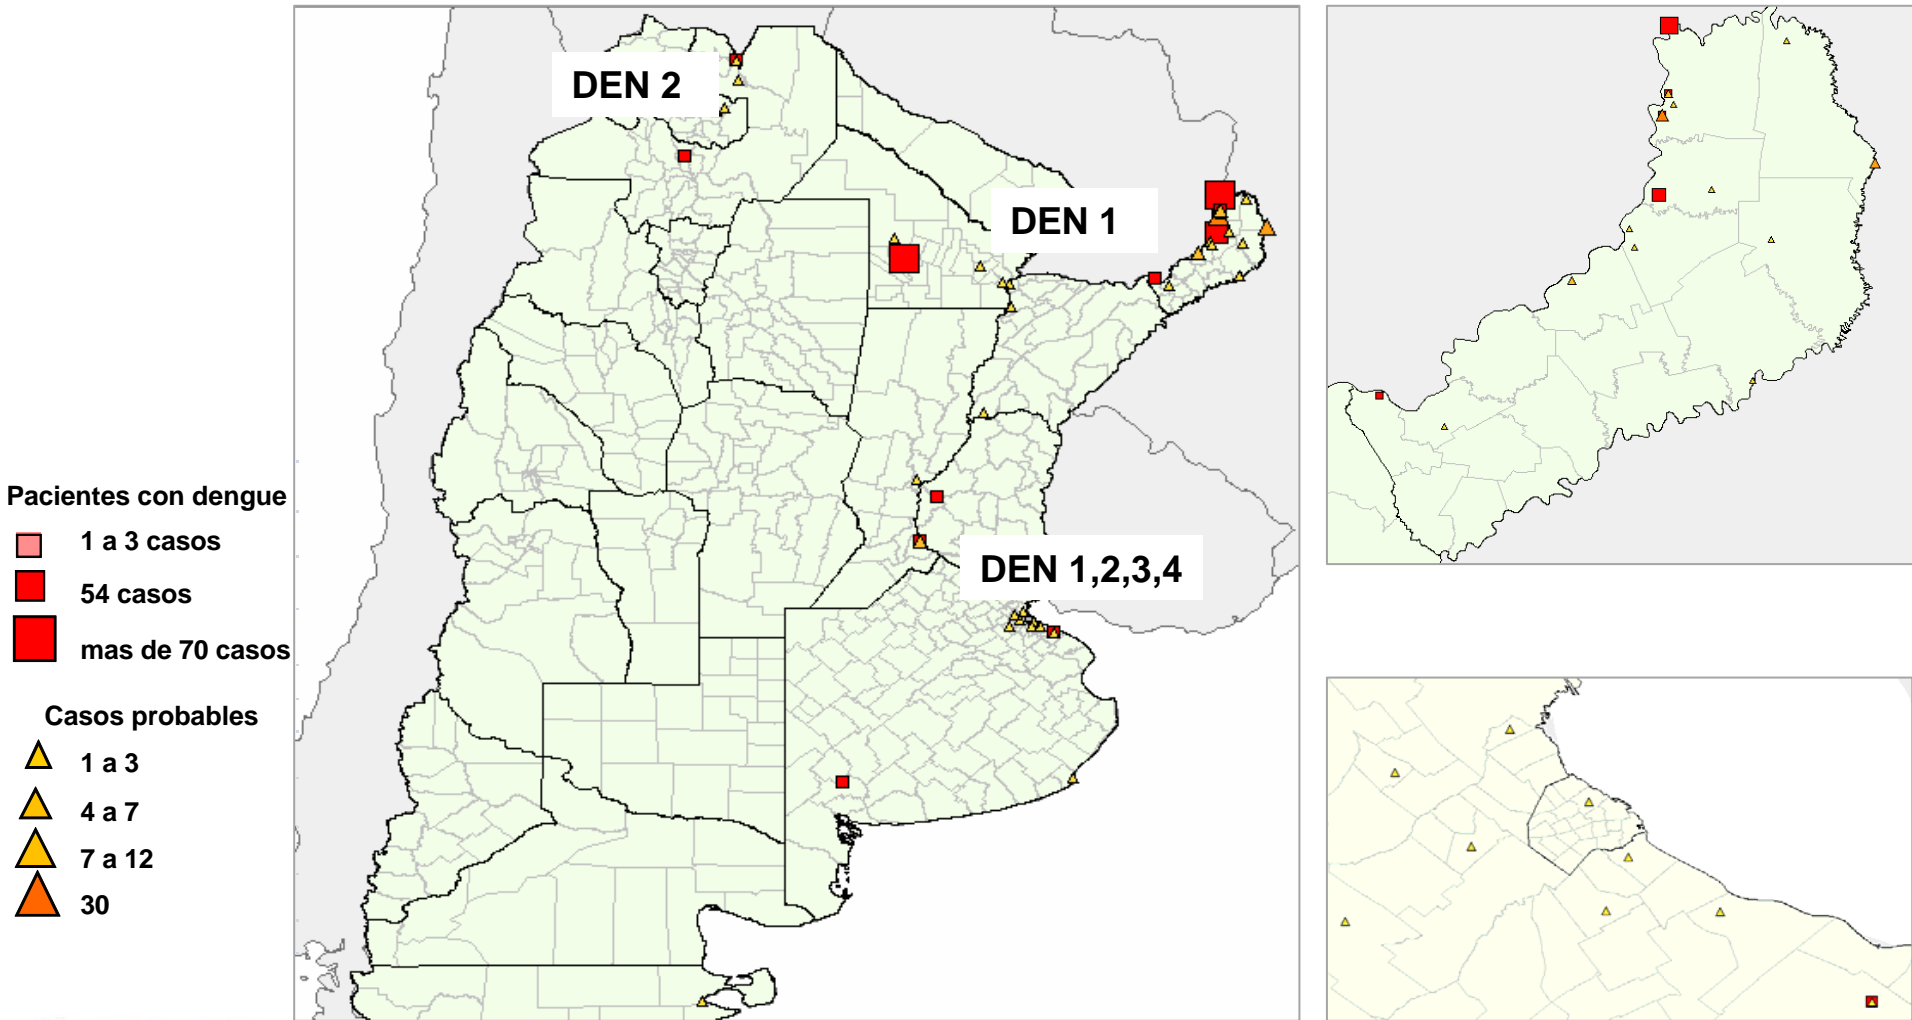 DEN 2
DEN 1
DEN 1,2,3,4
Pacientes con dengue
1 a 3 casos
54 casos
mas de 70 casos
Casos probables
1 a 3
4 a 7
7 a 12
30